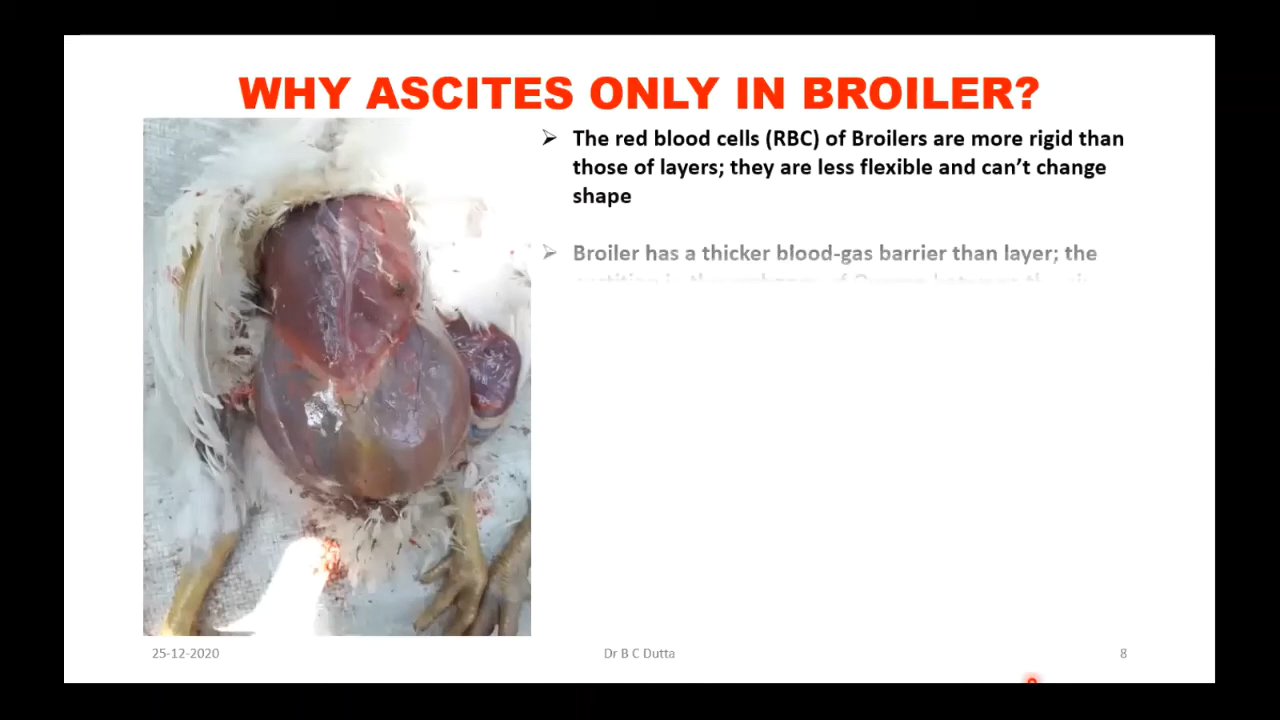 WHY ASCITES ONLY IN BROILER?
➢ The red blood cells (RBC) of Broilers are more rigid than
those of layers; they are less flexible and can’t change
shape
➢ Broiler has a thicker blood-gas barrier than layer; the
25-12-2020
Dr B C Dutta
8